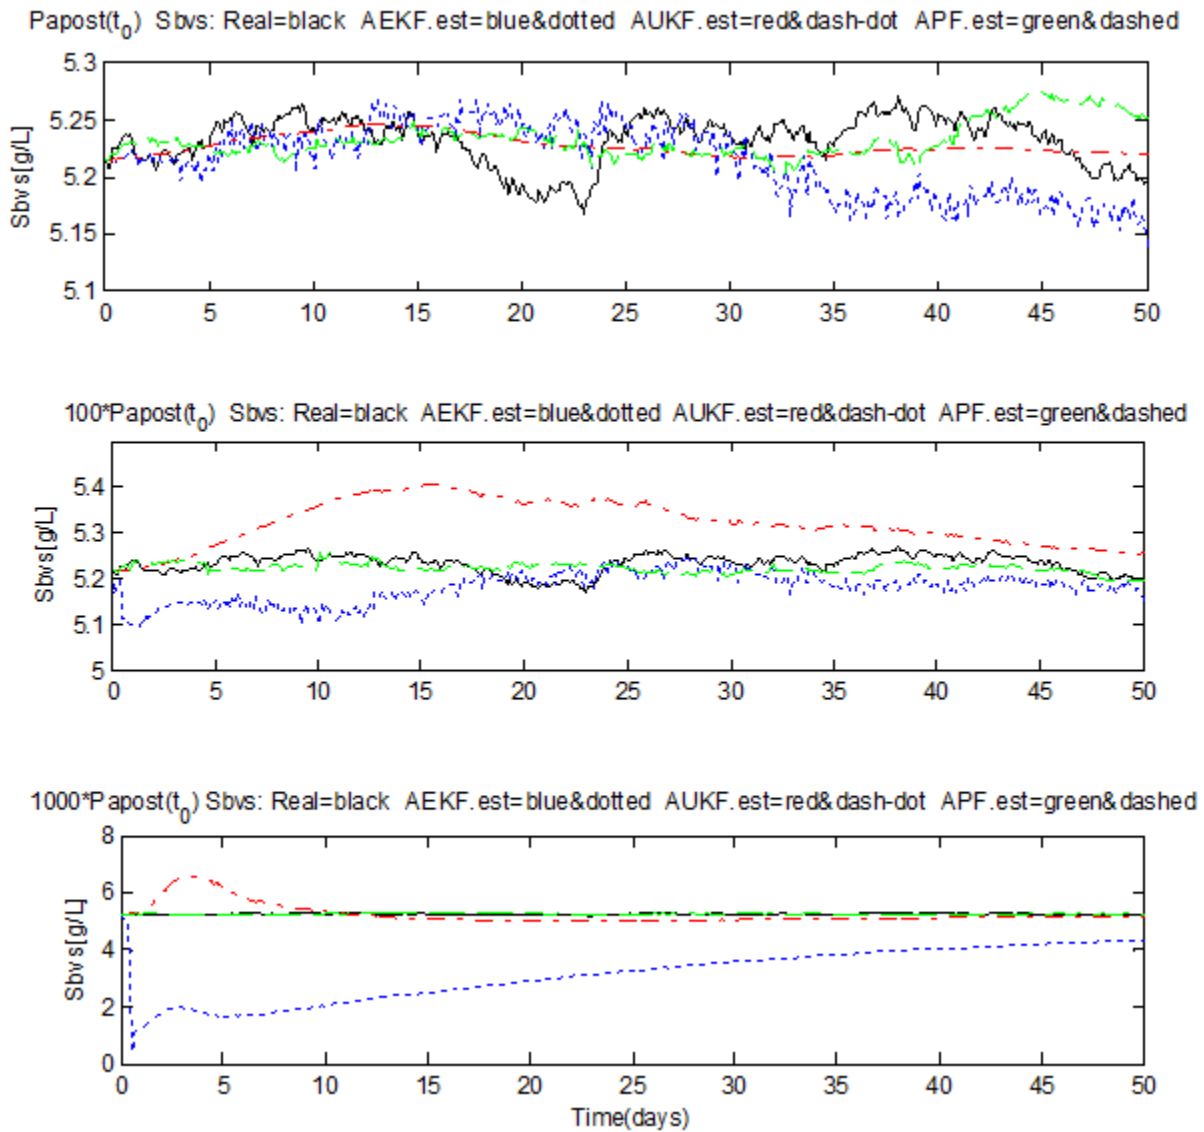 Papost(t0) Sbvs: Real=black AEKF.est=blue&dotted AUKF.est=red&dash-dot APF.est=green&dashed
5.3
5.25
5.2
5.15
5.1
Sbvs[g/L]
0 5 10 15 20 25 30 35 40 45 50
100*Papost(t0) Sbvs: Real=black AEKF.est=blue&dotted AUKF.est=red&dash-dot APF.est=green&dashed
5.4
5.3
5.2
5.1
5
Sbvs[g/L]
0 5 10 15 20 25 30 35 40 45 50
1000*Papost(t0) Sbvs: Real=black AEKF.est=blue&dotted AUKF.est=red&dash-dot APF.est=green&dashed
8
6
4
2
0
Sbvs[g/L]
0 5 10 15 20 25 30 35 40 45 50
Time(days)